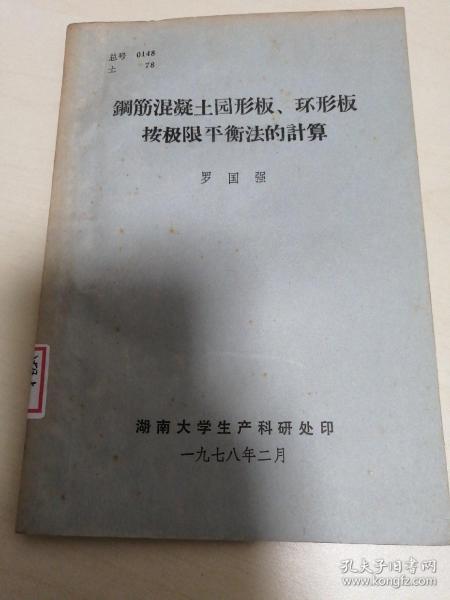 总号 0148
土 78
鋼筋混凝土园形板、环形板
按极限平衡法的計算
罗国强
湖南大学生产科研处印
一九七八年二月
孔夫子旧书网
www.kongfz.com